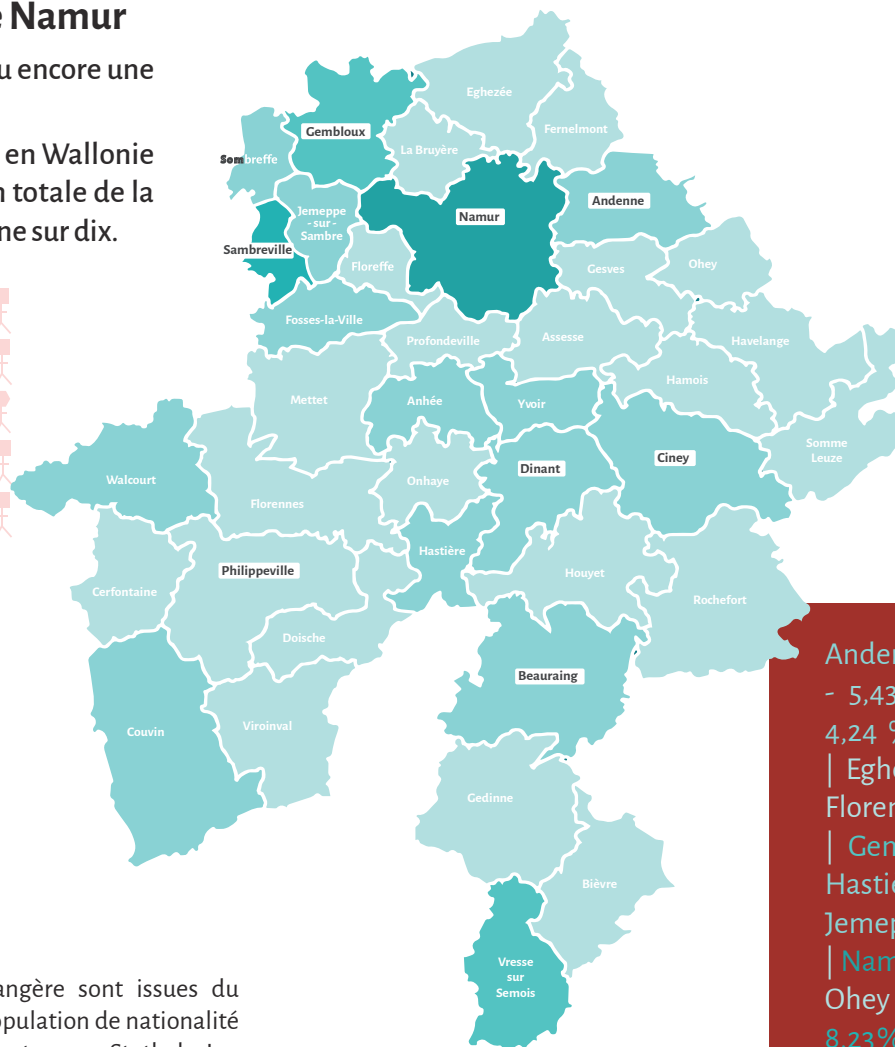 Namur
u encore une
en Wallonie
n totale de la
ne sur dix.
Eghezée
Fernelmont
Gembloux
La Bruyère
Sombreffe
Andenne
Jemeppe
- sur -
Sambre
Namur
Sambreville
Floreffe
Gesves
Ohey
Fosses-la-Ville
Profondeville
Assesse
Havelange
Hamois
Mettet
Anhée
Yvoir
Somme
Leuze
Ciney
Dinant
Walcourt
Onhaye
Florennes
Hastière
Philippeville
Houyet
Cerfontaine
Rochefort
Doische
Beauraing
Couvin
Viroinval
Gedinne
Bièvre
Vresse
sur
Semois
Ander
- 5,43
4,24 %
| Eghe
Floren
| Gen
Hastiè
Jemep
| Nam
Ohey
8,23%
angère sont issues du
opulation de nationalité